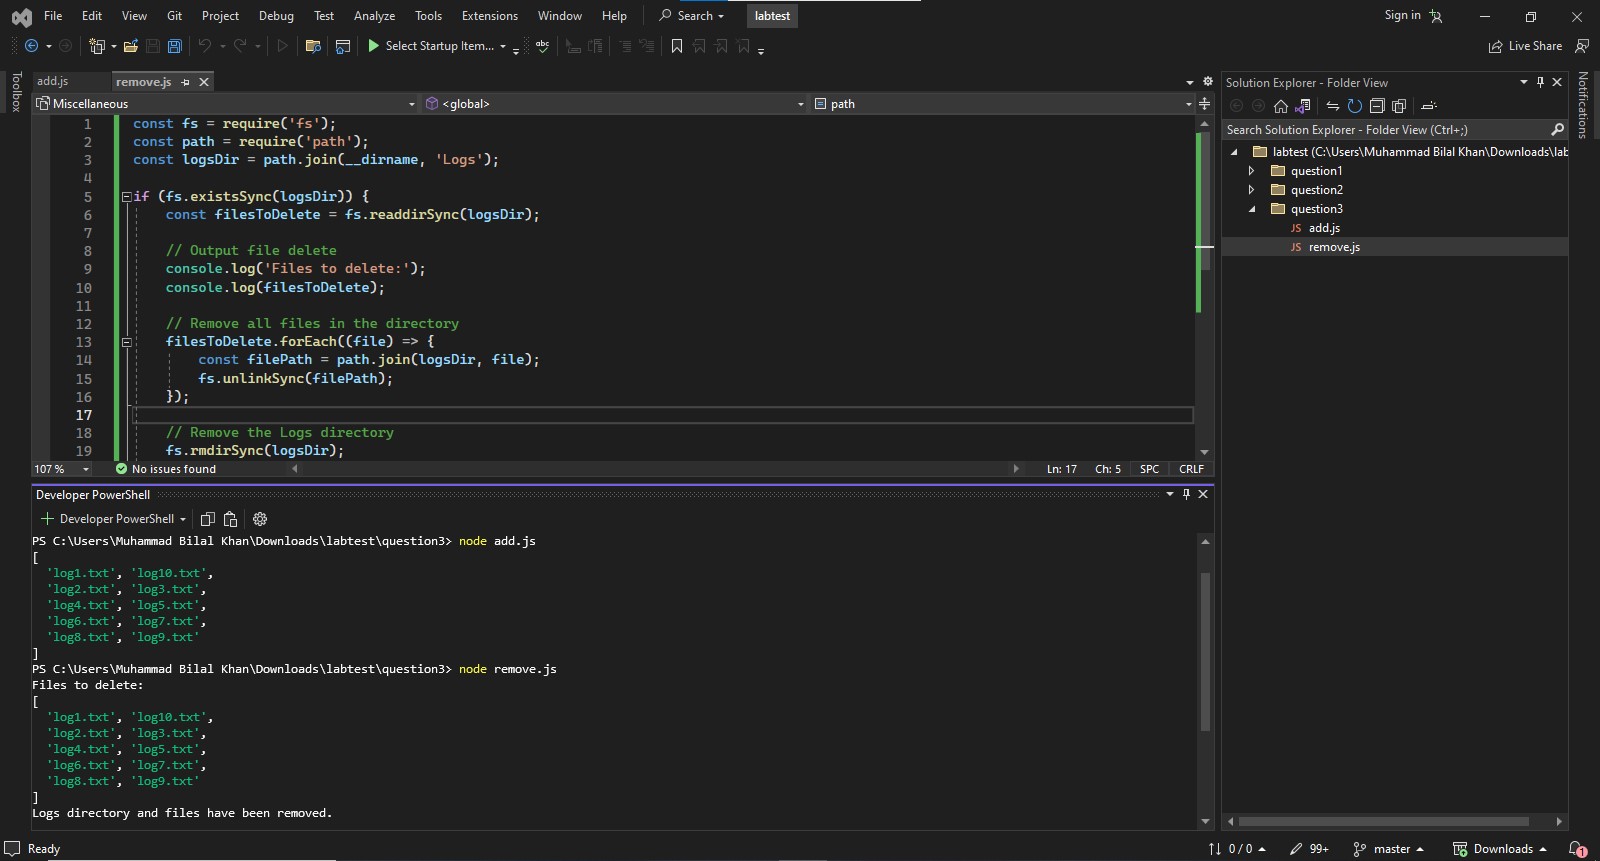 File Edit View Git Project Debug Test Analyze Tools Extensions Window Help Search labtest Sign in
Select Startup Item... abc Live Share
Toolbox
add.js remove.js
Miscellaneous <global> path
1 const fs = require('fs');
2 const path = require('path');
3 const logsDir = path.join(__dirname, 'Logs');
4
5 if (fs.existsSync(logsDir)) {
6 const filesToDelete = fs.readdirSync(logsDir);
7
8 // Output file delete
9 console.log('Files to delete:');
10 console.log(filesToDelete);
11
12 // Remove all files in the directory
13 filesToDelete.forEach((file) => {
14 const filePath = path.join(logsDir, file);
15 fs.unlinkSync(filePath);
16 });
17
18 // Remove the Logs directory
19 fs.rmdirSync(logsDir);
107 % No issues found Ln: 17 Ch: 5 SPC CRLF
Developer PowerShell
Developer PowerShell
PS C:\Users\Muhammad Bilal Khan\Downloads\labtest\question3> node add.js
[
'log1.txt', 'log10.txt',
'log2.txt', 'log3.txt',
'log4.txt', 'log5.txt',
'log6.txt', 'log7.txt',
'log8.txt', 'log9.txt'
]
PS C:\Users\Muhammad Bilal Khan\Downloads\labtest\question3> node remove.js
Files to delete:
[
'log1.txt', 'log10.txt',
'log2.txt', 'log3.txt',
'log4.txt', 'log5.txt',
'log6.txt', 'log7.txt',
'log8.txt', 'log9.txt'
]
Logs directory and files have been removed.
Solution Explorer - Folder View
Search Solution Explorer - Folder View (Ctrl+;)
labtest (C:\Users\Muhammad Bilal Khan\Downloads\lab
question1
question2
question3
JS add.js
JS remove.js
Notifications
Ready 0 / 0 99+ master Downloads 1